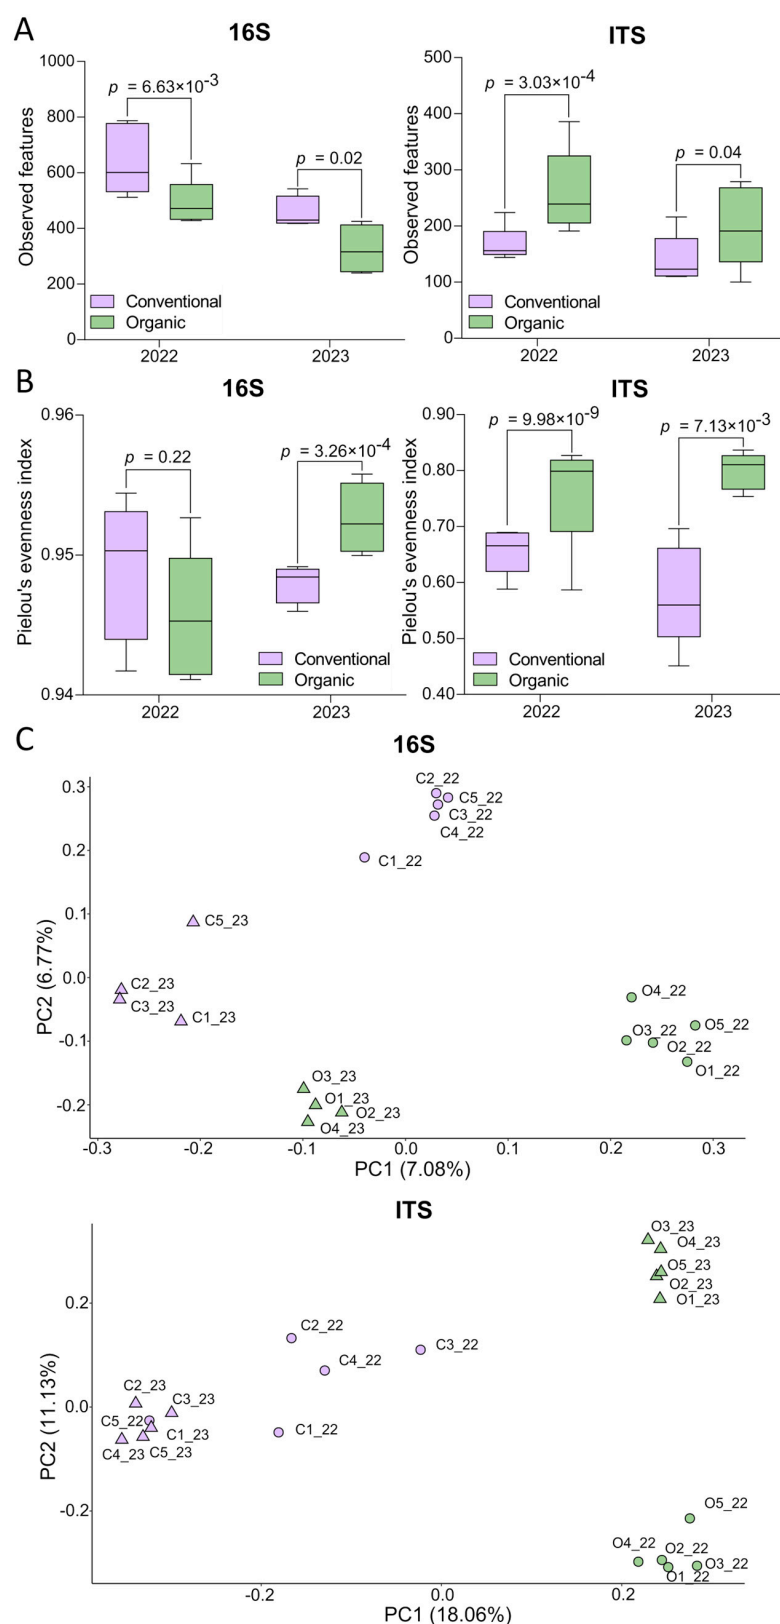 A
16S
ITS
Observed features
1000
800
600
400
200
0
p = 6.63×10-3
p = 0.02
Conventional
Organic
2022
2023
Observed features
500
400
300
200
100
0
p = 3.03×10-4
p = 0.04
Conventional
Organic
2022
2023
B
16S
ITS
Pielou's evenness index
0.96
0.95
0.94
p = 0.22
p = 3.26×10-4
Conventional
Organic
2022
2023
Pielou's evenness index
0.90
0.80
0.70
0.60
0.50
0.40
p = 9.98×10-9
p = 7.13×10-3
Conventional
Organic
2022
2023
C
16S
PC2 (6.77%)
0.3
0.2
0.1
0.0
-0.1
-0.2
C2_22
C5_22
C3_22
C4_22
C1_22
C5_23
C2_23
C3_23
C1_23
O4_22
O5_22
O3_22
O2_22
O1_22
O3_23
O1_23
O2_23
O4_23
-0.3
-0.2
-0.1
0.0
0.1
0.2
0.3
PC1 (7.08%)
ITS
PC2 (11.13%)
0.2
0.0
-0.2
O3_23
O4_23
O5_23
O2_23
O1_23
C2_22
C3_22
C4_22
C2_23
C3_23
C5_22
C1_23
C1_22
C4_23
C5_23
O5_22
O4_22
O2_22
O3_22
O1_22
-0.2
0.0
0.2
PC1 (18.06%)